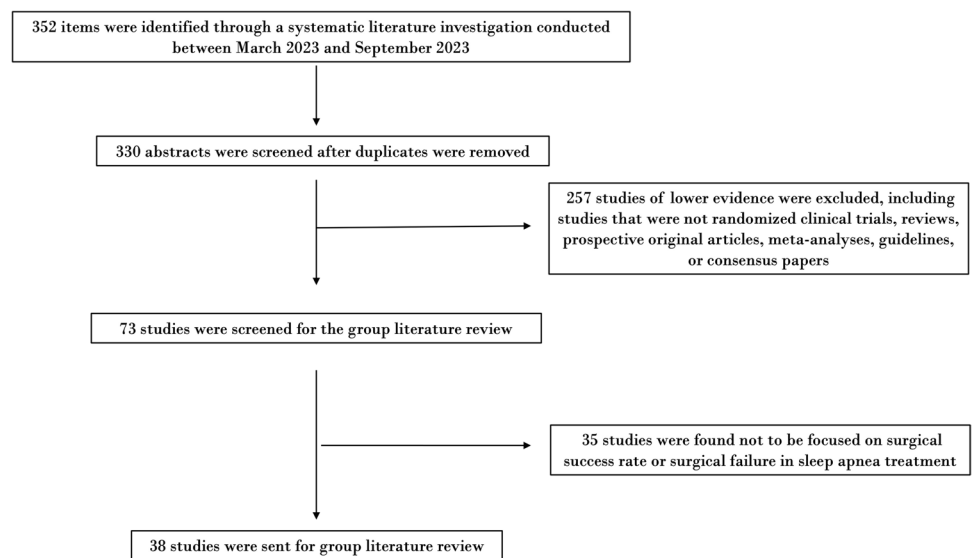 352 items were identified through a systematic literature investigation conducted
between March 2023 and September 2023
330 abstracts were screened after duplicates were removed
257 studies of lower evidence were excluded, including
studies that were not randomized clinical trials, reviews,
prospective original articles, meta-analyses, guidelines,
or consensus papers
73 studies were screened for the group literature review
35 studies were found not to be focused on surgical
success rate or surgical failure in sleep apnea treatment
38 studies were sent for group literature review